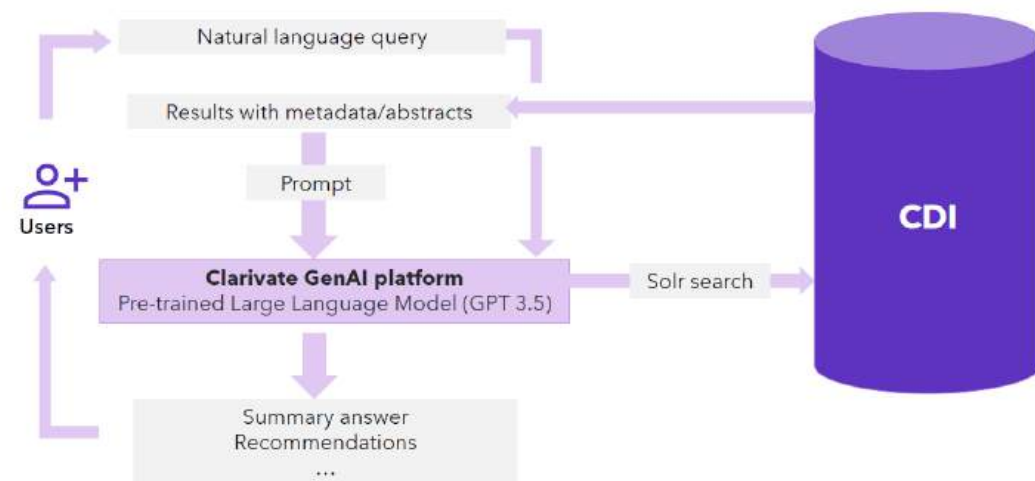 Natural language query
Results with metadata/abstracts
Prompt
Users
CDI
Clarivate GenAI platform
Pre-trained Large Language Model (GPT 3.5)
Solr search
Summary answer
Recommendations
...